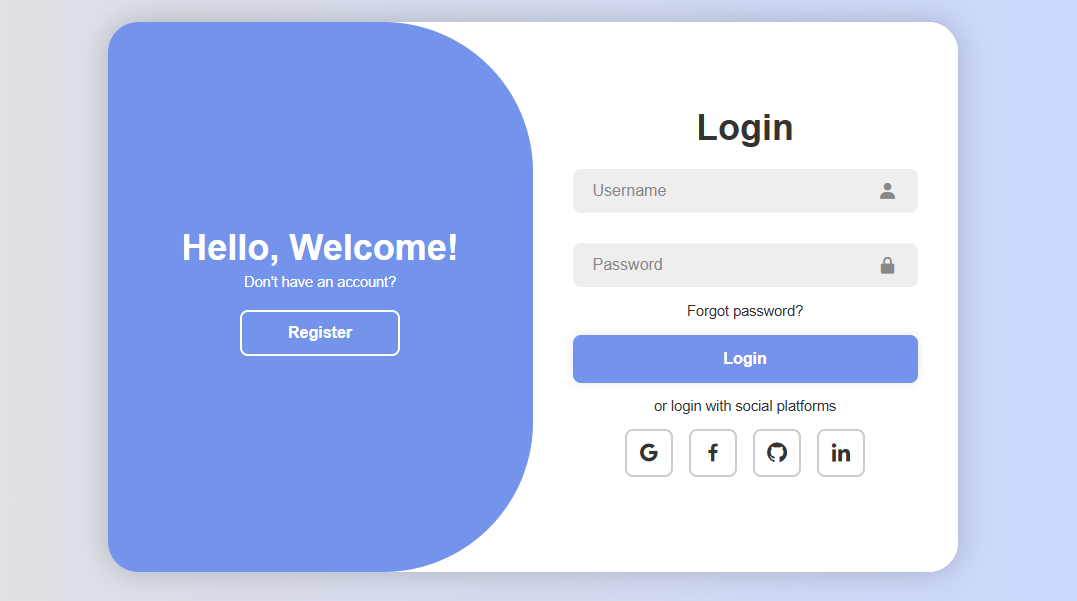 Hello, Welcome!
Don't have an account?
Register
Login
Username
Password
Forgot password?
Login
or login with social platforms
G f in